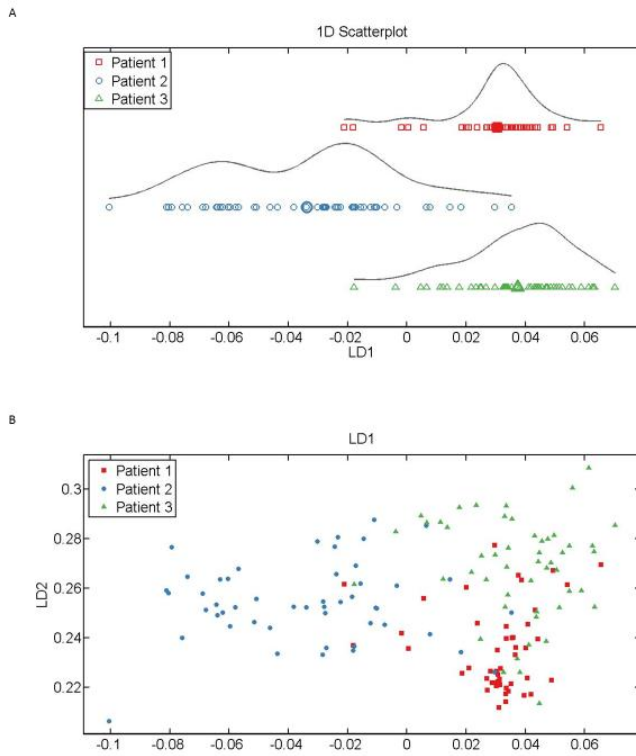 A
1D Scatterplot
Patient 1
Patient 2
Patient 3
-0.1 -0.08 -0.06 -0.04 -0.02 0 0.02 0.04 0.06
LD1
B
LD1
Patient 1
Patient 2
Patient 3
0.3
0.28
0.26
0.24
0.22
LD2
-0.1 -0.08 -0.06 -0.04 -0.02 0 0.02 0.04 0.06